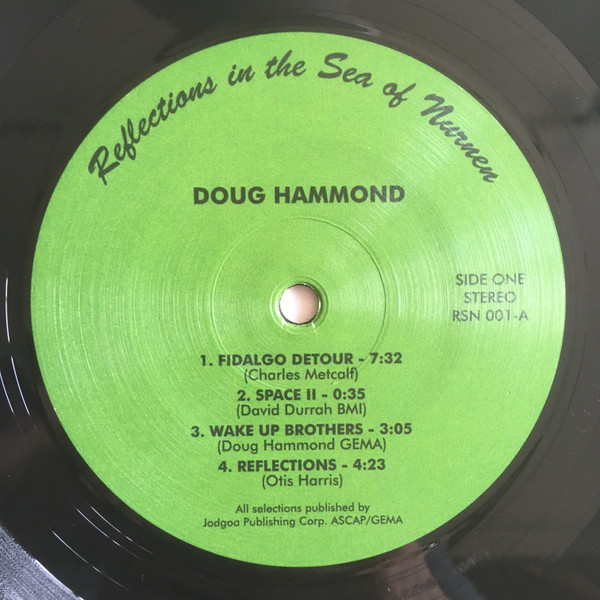 Reflections in the Sea of Nurnen
DOUG HAMMOND
SIDE ONE
STEREO
RSN 001-A
1. FIDALGO DETOUR - 7:32
(Charles Metcalf)
2. SPACE II - 0:35
(David Durrah BMI)
3. WAKE UP BROTHERS - 3:05
(Doug Hammond GEMA)
4. REFLECTIONS - 4:23
(Otis Harris)
All selections published by
Jodgoa Publishing Corp. ASCAP/GEMA